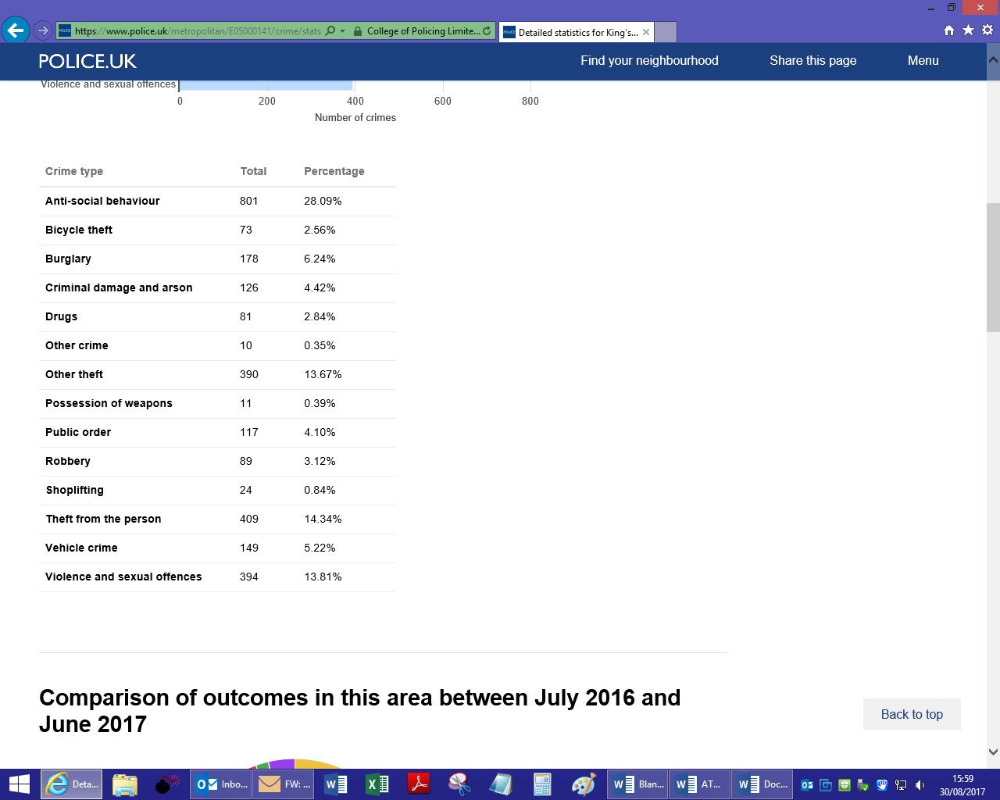 https://www.police.uk/metropolitan/E05000141/crime/stats
College of Policing Limite...
POLICE
Detailed statistics for King's...
POLICE.UK
Find your neighbourhood
Share this page
Menu
Violence and sexual offences
0 200 400 600 800
Number of crimes
Crime type Total Percentage
Anti-social behaviour 801 28.09%
Bicycle theft 73 2.56%
Burglary 178 6.24%
Criminal damage and arson 126 4.42%
Drugs 81 2.84%
Other crime 10 0.35%
Other theft 390 13.67%
Possession of weapons 11 0.39%
Public order 117 4.10%
Robbery 89 3.12%
Shoplifting 24 0.84%
Theft from the person 409 14.34%
Vehicle crime 149 5.22%
Violence and sexual offences 394 13.81%
Comparison of outcomes in this area between July 2016 and
June 2017
Back to top
Deta...
Inbo...
FW: ...
Blan...
AT...
Doc...
15:59
30/08/2017